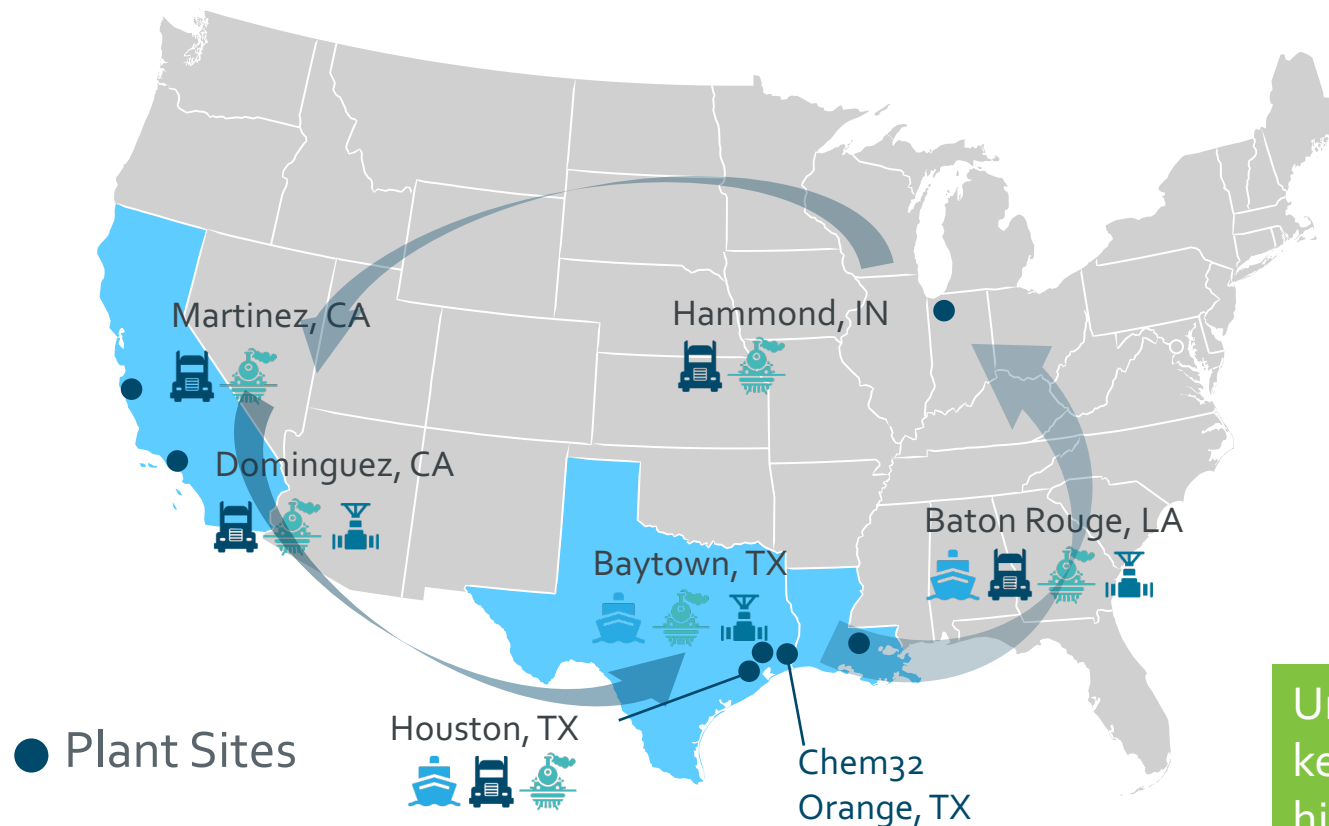 Martinez, CA
Hammond, IN
Dominguez, CA
Baton Rouge, LA
Baytown, TX
Houston, TX
Plant Sites
Chem32
Orange, TX